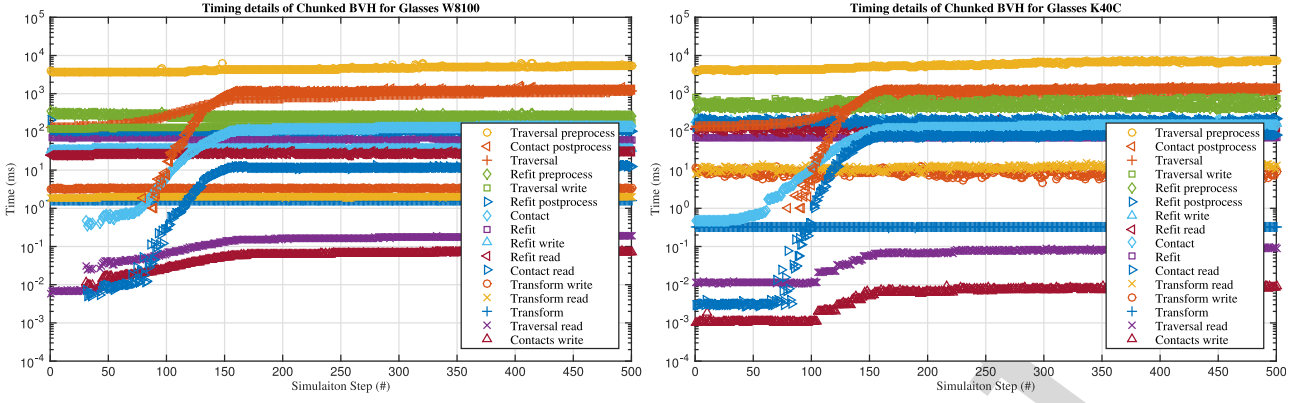 Timing details of Chunked BVH for Glasses W8100
10^5
10^4
10^3
10^2
10^1
10^0
10^-1
10^-2
10^-3
10^-4
Time (ms)
0 50 100 150 200 250 300 350 400 450 500
Simulaiton Step (#)
Traversal preprocess
Contact postprocess
Traversal
Refit preprocess
Traversal write
Refit postprocess
Contact
Refit
Refit write
Refit read
Contact read
Transform write
Transform read
Transform
Traversal read
Contacts write
Timing details of Chunked BVH for Glasses K40C
10^5
10^4
10^3
10^2
10^1
10^0
10^-1
10^-2
10^-3
10^-4
Time (ms)
0 50 100 150 200 250 300 350 400 450 500
Simulaiton Step (#)
Traversal preprocess
Contact postprocess
Traversal
Traversal write
Refit preprocess
Refit postprocess
Refit write
Refit read
Contact
Refit
Contact read
Transform read
Transform write
Transform
Traversal read
Contacts write